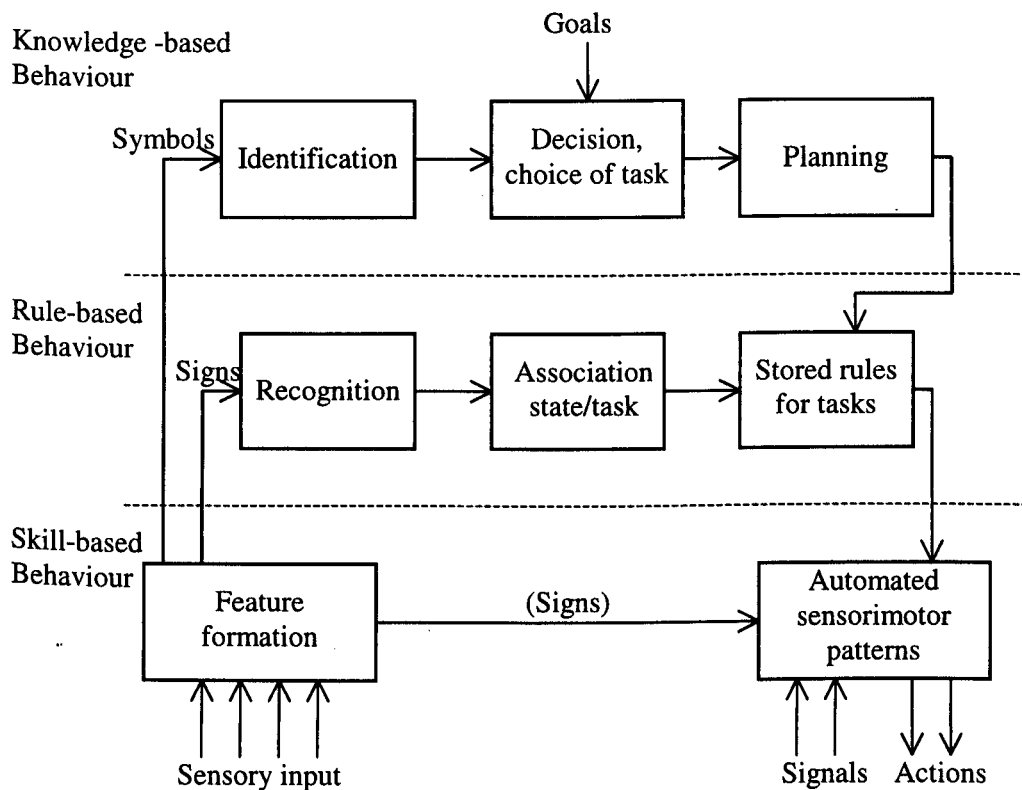 Goals
Knowledge -based
Behaviour
Symbols
Identification
Decision,
choice of task
Planning
Rule-based
Behaviour
Signs
Recognition
Association
state/task
Stored rules
for tasks
Skill-based
Behaviour
Feature
formation
(Signs)
Automated
sensorimotor
patterns
Sensory input
Signals
Actions